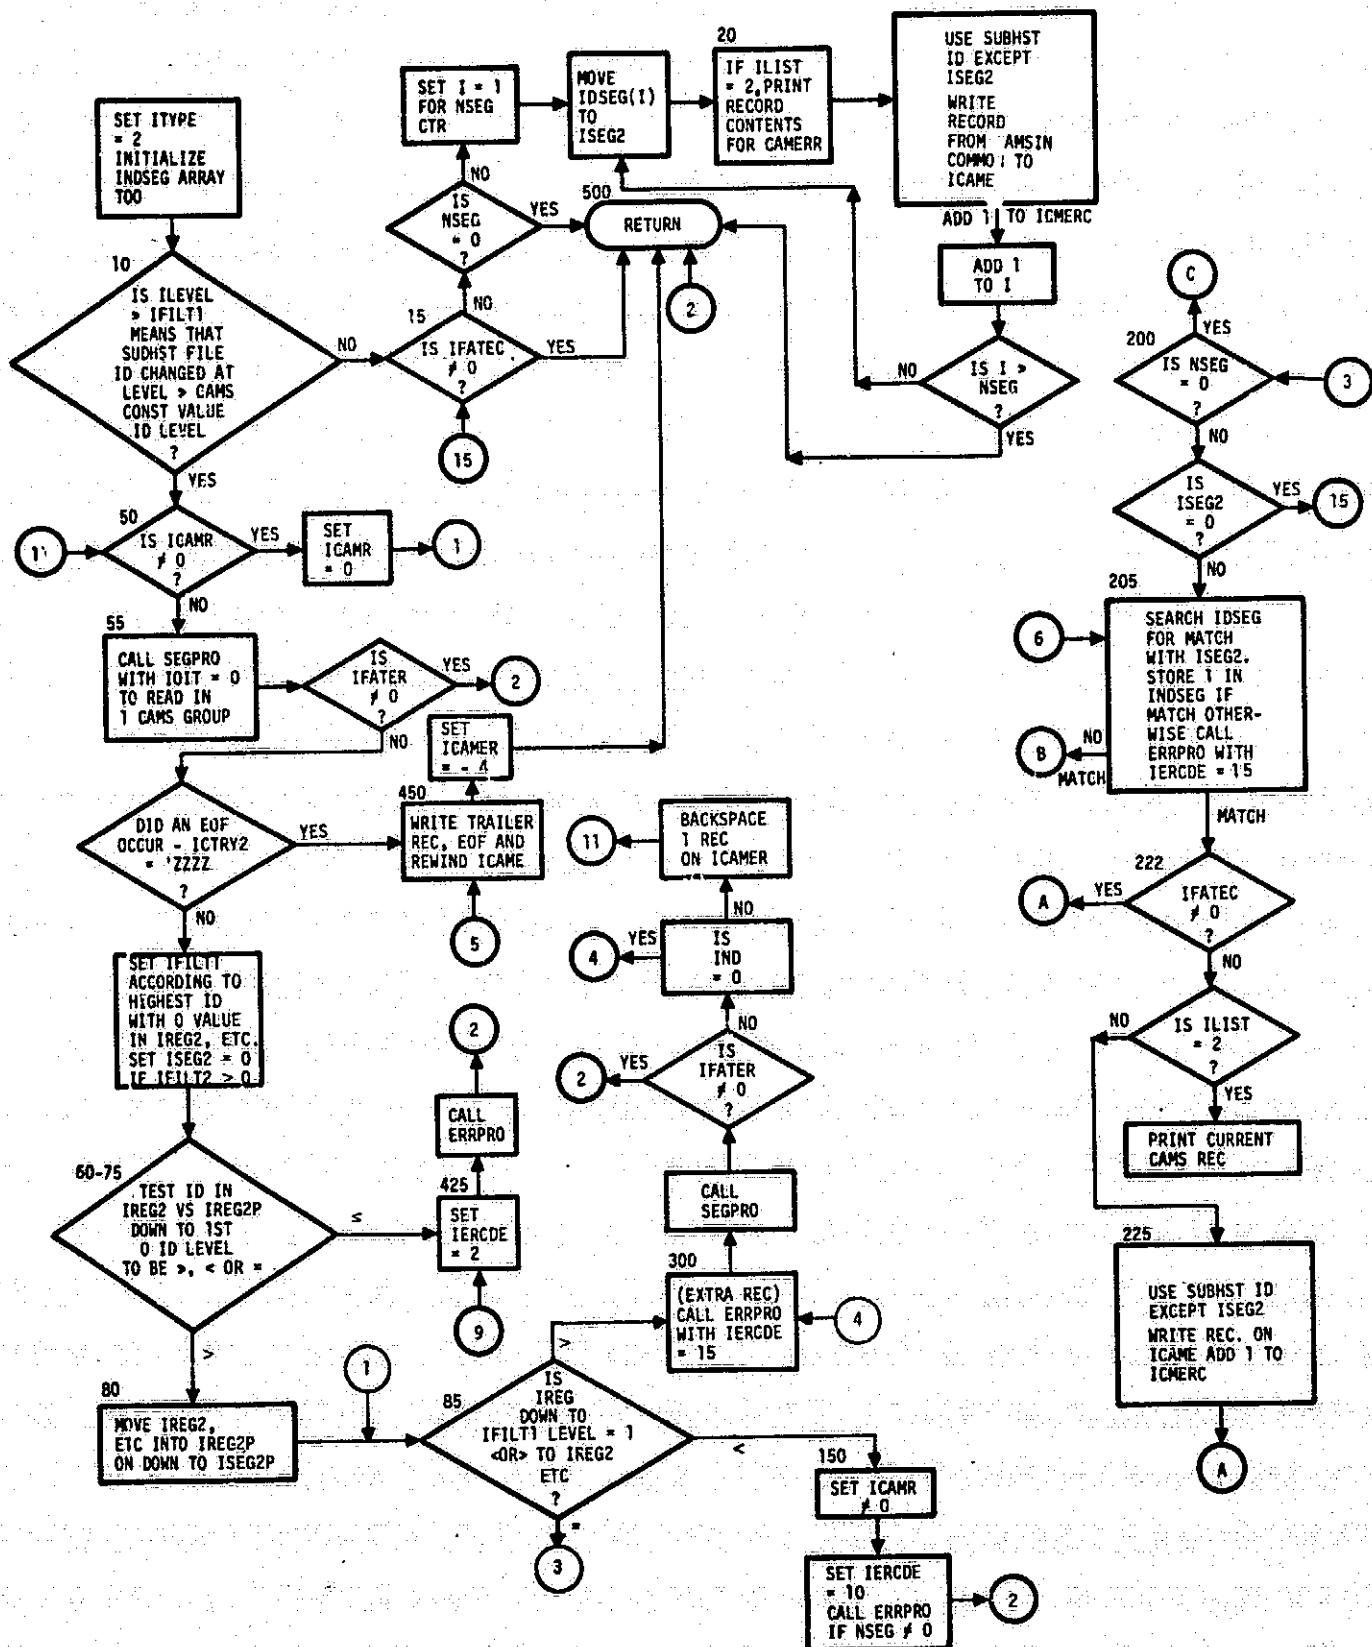 SET ITYPE
= 2
INITIALIZE
INDSEG ARRAY
TOO
10
IS ILEVEL
> IFILT1
MEANS THAT
SUDHST FILE
ID CHANGED AT
LEVEL > CAMS
CONST VALUE
ID LEVEL
?
NO
YES
15
IS IFATEC
≠ 0
?
YES
NO
15
IS
NSEG
= 0
?
NO
YES
SET I = 1
FOR NSEG
CTR
MOVE
IDSEG(I)
TO
ISEG2
20
IF ILIST
= 2, PRINT
RECORD
CONTENTS
FOR CAMERR
USE SUBHST
ID EXCEPT
ISEG2
WRITE
RECORD
FROM AMSIN
TO
ICAME
ADD 1 TO ICMERC
ADD 1
TO I
IS I >
NSEG
?
NO
YES
500
RETURN
2
11
50
IS ICAMR
≠ 0
?
YES
NO
SET
ICAMR
= 0
1
55
CALL SEGPRO
WITH IOIT = 0
TO READ IN
1 CAMS GROUP
IS
IFATER
≠ 0
?
YES
2
NO
DID AN EOF
OCCUR - ICTRY2
= 'ZZZZ
?
YES
NO
450
WRITE TRAILER
REC, EOF AND
REWIND ICAME
5
SET
ICAMER
= - 4
SET IFILT1
ACCORDING TO
HIGHEST ID
WITH 0 VALUE
IN IREG2, ETC.
SET ISEG2 = 0
IF IFILT2 > 0
60-75
TEST ID IN
IREG2 VS IREG2P
DOWN TO 1ST
0 ID LEVEL
TO BE >, < OR =
≤
>
425
SET
IERCDE
= 2
9
CALL
ERRPRO
2
80
MOVE IREG2,
ETC INTO IREG2P
ON DOWN TO ISEG2P
1
85
IS
IREG
DOWN TO
IFILT1 LEVEL = 1
<OR> TO IREG2
ETC
?
>
<
=
3
300
(EXTRA REC)
CALL ERRPRO
WITH IERCDE
= 15
4
CALL
SEGPRO
IS
IFATER
≠ 0
?
YES
2
NO
IS
IND
= 0
YES
4
NO
BACKSPACE
1 REC
ON ICAMER
11
150
SET ICAMR
≠ 0
SET IERCDE
= 10
CALL ERRPRO
IF NSEG ≠ 0
2
C
YES
200
IS NSEG
= 0
?
3
NO
IS
ISEG2
= 0
?
YES
15
NO
205
SEARCH IDSEG
FOR MATCH
WITH ISEG2.
STORE 1 IN
INDSEG IF
MATCH OTHER-
WISE CALL
ERRPRO WITH
IERCDE = 15
6
NO
MATCH
B
MATCH
222
IFATEC
≠ 0
?
YES
A
NO
IS ILIST
= 2
?
NO
YES
PRINT CURRENT
CAMS REC
225
USE SUBHST ID
EXCEPT ISEG2
WRITE REC. ON
ICAME ADD 1 TO
ICMERC
A